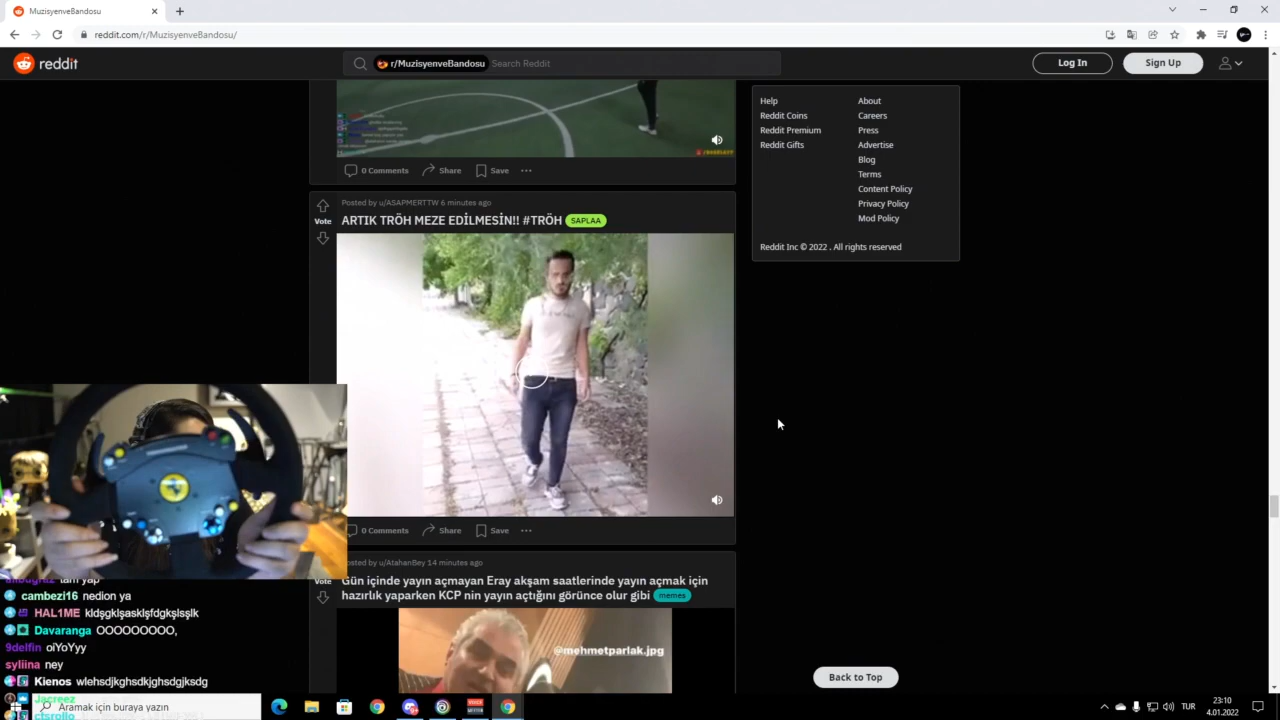 MuzisyenveBandosu
reddit.com/r/MuzisyenveBandosu/
reddit
r/MuzisyenveBandosu Search Reddit
Log In
Sign Up
Help
About
Reddit Coins
Careers
Reddit Premium
Press
Reddit Gifts
Advertise
Blog
Terms
Content Policy
Privacy Policy
Mod Policy
Reddit Inc © 2022 . All rights reserved
0 Comments Share Save
Posted by u/ASAPMERTTW 6 minutes ago
Vote
ARTIK TRÖH MEZE EDİLMESİN!! #TRÖH SAPLAA
0 Comments Share Save
osted by u/AtahanBey 14 minutes ago
Vote
Gün içinde yayın açmayan Eray akşam saatlerinde yayın açmak için
hazırlık yaparken KCP nin yayın açtığını görünce olur gibi memes
@mehmetparlak.jpg
tam yap
cambezi16 nedion ya
HAL1ME kldşgklşasklşfdgkşlsşlk
Davaranga OOOOOOOOO,
9delfin oiYoYyy
syliina ney
Kienos wlehsdjkghsdkjghsdgjksdg
Jacreez
ctsrollo
Back to Top
Aramak için buraya yazın
TUR
23:10
4.01.2022